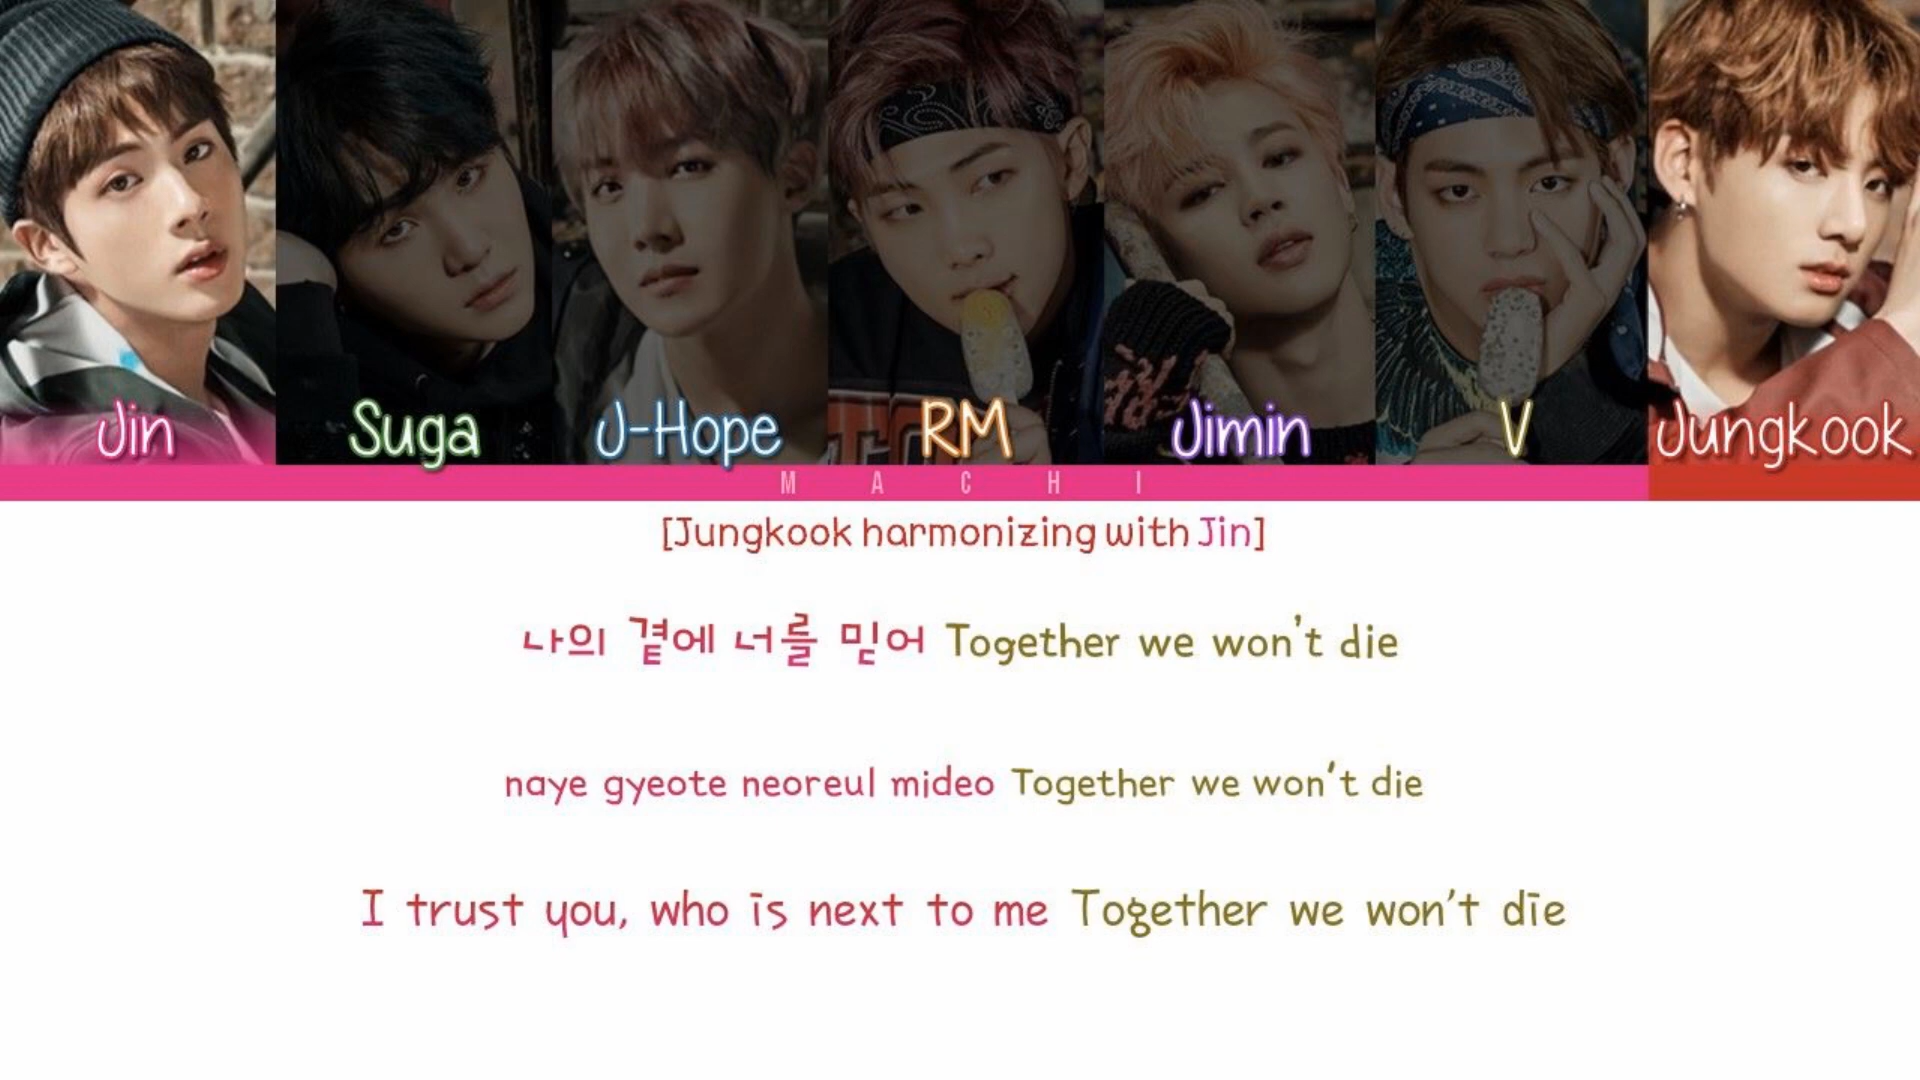 Jin Suga J-Hope RM Jimin V Jungkook
MACHI
[Jungkook harmonizing with Jin]
나의 곁에 너를 믿어 Together we won't die
naye gyeote neoreul mideo Together we won't die
I trust you, who is next to me Together we won't die